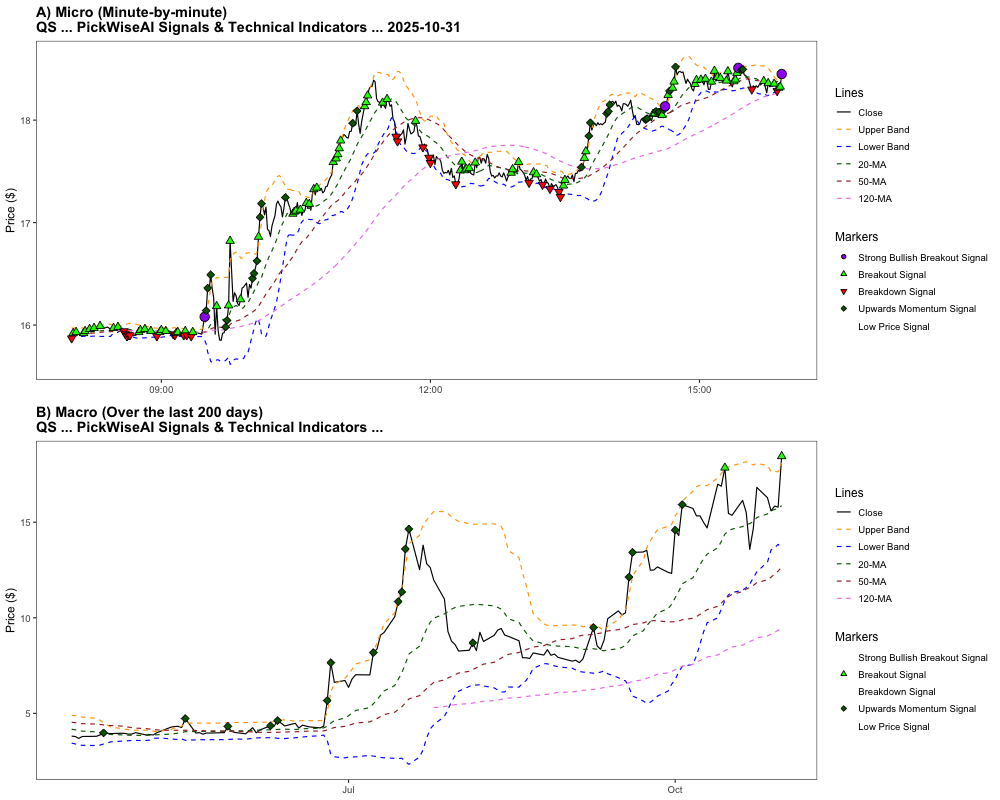 A) Micro (Minute-by-minute)
QS ... PickWiseAI Signals & Technical Indicators ... 2025-10-31
Price ($)
18
17
16
09:00
12:00
15:00
Lines
Close
Upper Band
Lower Band
20-MA
50-MA
120-MA
Markers
Strong Bullish Breakout Signal
Breakout Signal
Breakdown Signal
Upwards Momentum Signal
Low Price Signal
B) Macro (Over the last 200 days)
QS ... PickWiseAI Signals & Technical Indicators ...
Price ($)
15
10
5
Jul
Oct
Lines
Close
Upper Band
Lower Band
20-MA
50-MA
120-MA
Markers
Strong Bullish Breakout Signal
Breakout Signal
Breakdown Signal
Upwards Momentum Signal
Low Price Signal